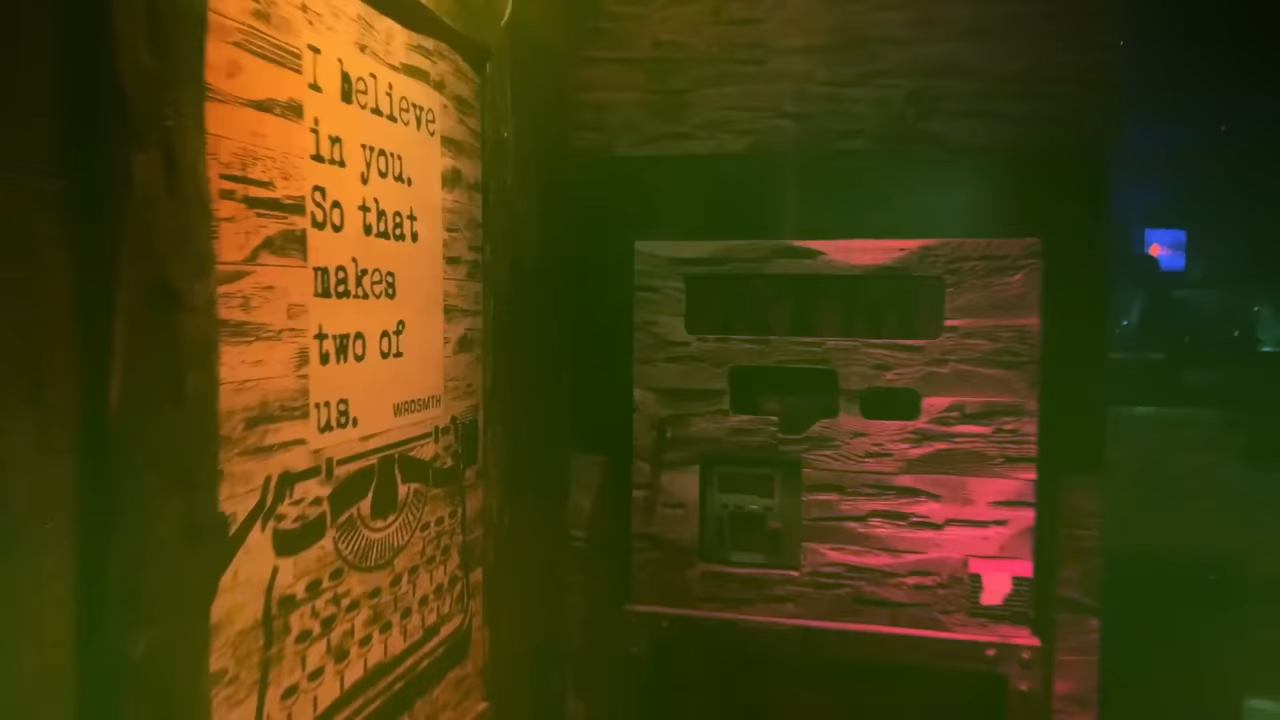 I believe
in you.
So that
makes
two of
us.
WRDSMTH